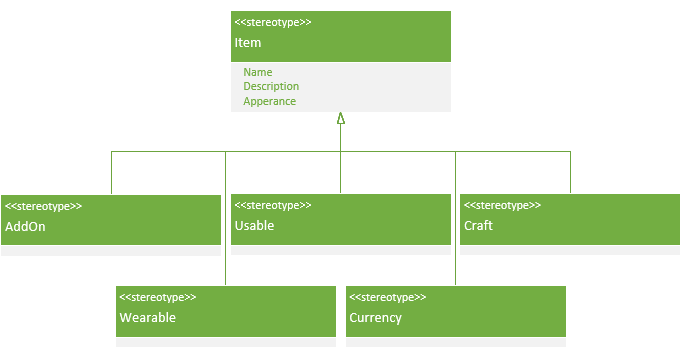 <<stereotype>>
Item
Name
Description
Apperance
<<stereotype>>
AddOn
<<stereotype>>
Usable
<<stereotype>>
Craft
<<stereotype>>
Wearable
<<stereotype>>
Currency